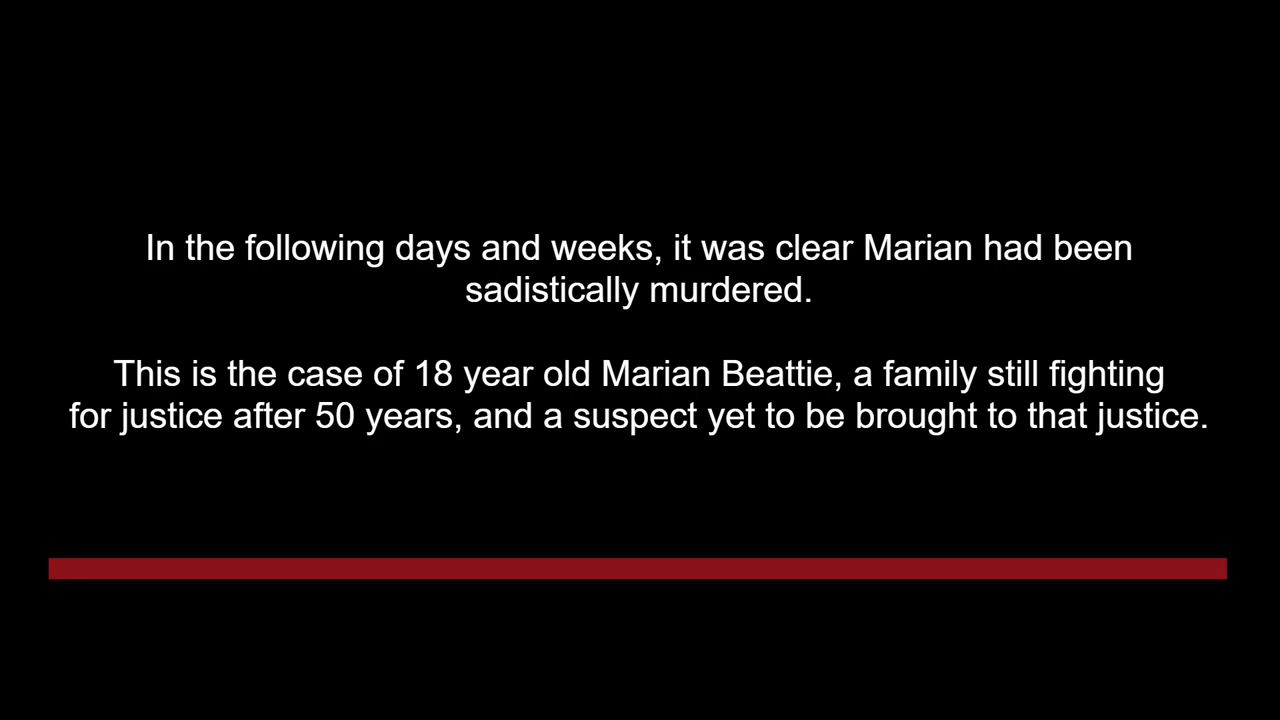 In the following days and weeks, it was clear Marian had been
sadistically murdered.
This is the case of 18 year old Marian Beattie, a family still fighting
for justice after 50 years, and a suspect yet to be brought to that justice.